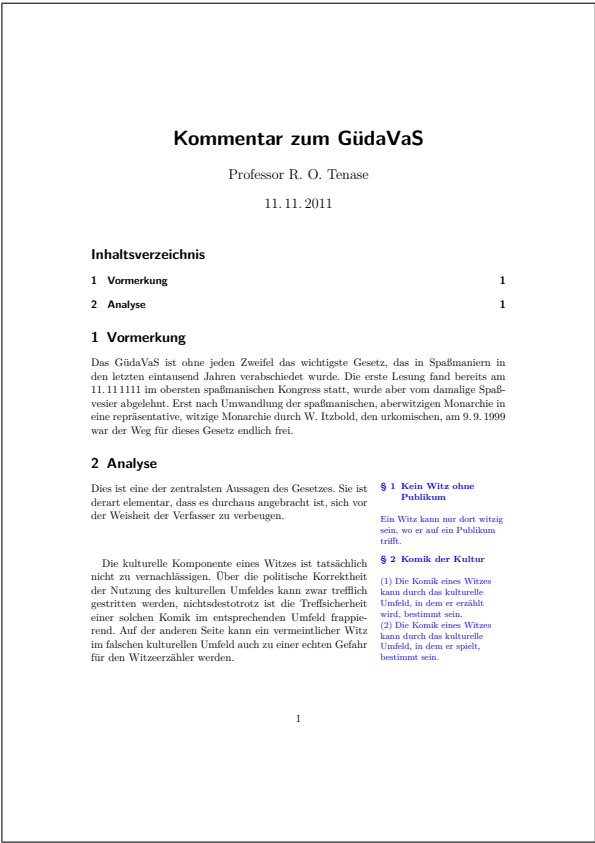 Kommentar zum GüdaVaS
Professor R. O. Tenase
11. 11. 2011
Inhaltsverzeichnis
1 Vormerkung 1
2 Analyse 1
1 Vormerkung
Das GüdaVaS ist ohne jeden Zweifel das wichtigste Gesetz, das in Spaßmaniern in
den letzten eintausend Jahren verabschiedet wurde. Die erste Lesung fand bereits am
11. 11 1111 im obersten spaßmanischen Kongress statt, wurde aber vom damalige Spaß-
vesier abgelehnt. Erst nach Umwandlung der spaßmanischen, aberwitzigen Monarchie in
eine repräsentative, witzige Monarchie durch W. Itzbold, den urkomischen, am 9. 9. 1999
war der Weg für dieses Gesetz endlich frei.
2 Analyse
Dies ist eine der zentralsten Aussagen des Gesetzes. Sie ist
derart elementar, dass es durchaus angebracht ist, sich vor
der Weisheit der Verfasser zu verbeugen.
§ 1 Kein Witz ohne
Publikum
Ein Witz kann nur dort witzig
sein, wo er auf ein Publikum
trifft.
Die kulturelle Komponente eines Witzes ist tatsächlich
nicht zu vernachlässigen. Über die politische Korrektheit
der Nutzung des kulturellen Umfeldes kann zwar trefflich
gestritten werden, nichtsdestotrotz ist die Treffsicherheit
einer solchen Komik im entsprechenden Umfeld frappie-
rend. Auf der anderen Seite kann ein vermeintlicher Witz
im falschen kulturellen Umfeld auch zu einer echten Gefahr
für den Witzeerzähler werden.
§ 2 Komik der Kultur
(1) Die Komik eines Witzes
kann durch das kulturelle
Umfeld, in dem er erzählt
wird, bestimmt sein.
(2) Die Komik eines Witzes
kann durch das kulturelle
Umfeld, in dem er spielt,
bestimmt sein.
1